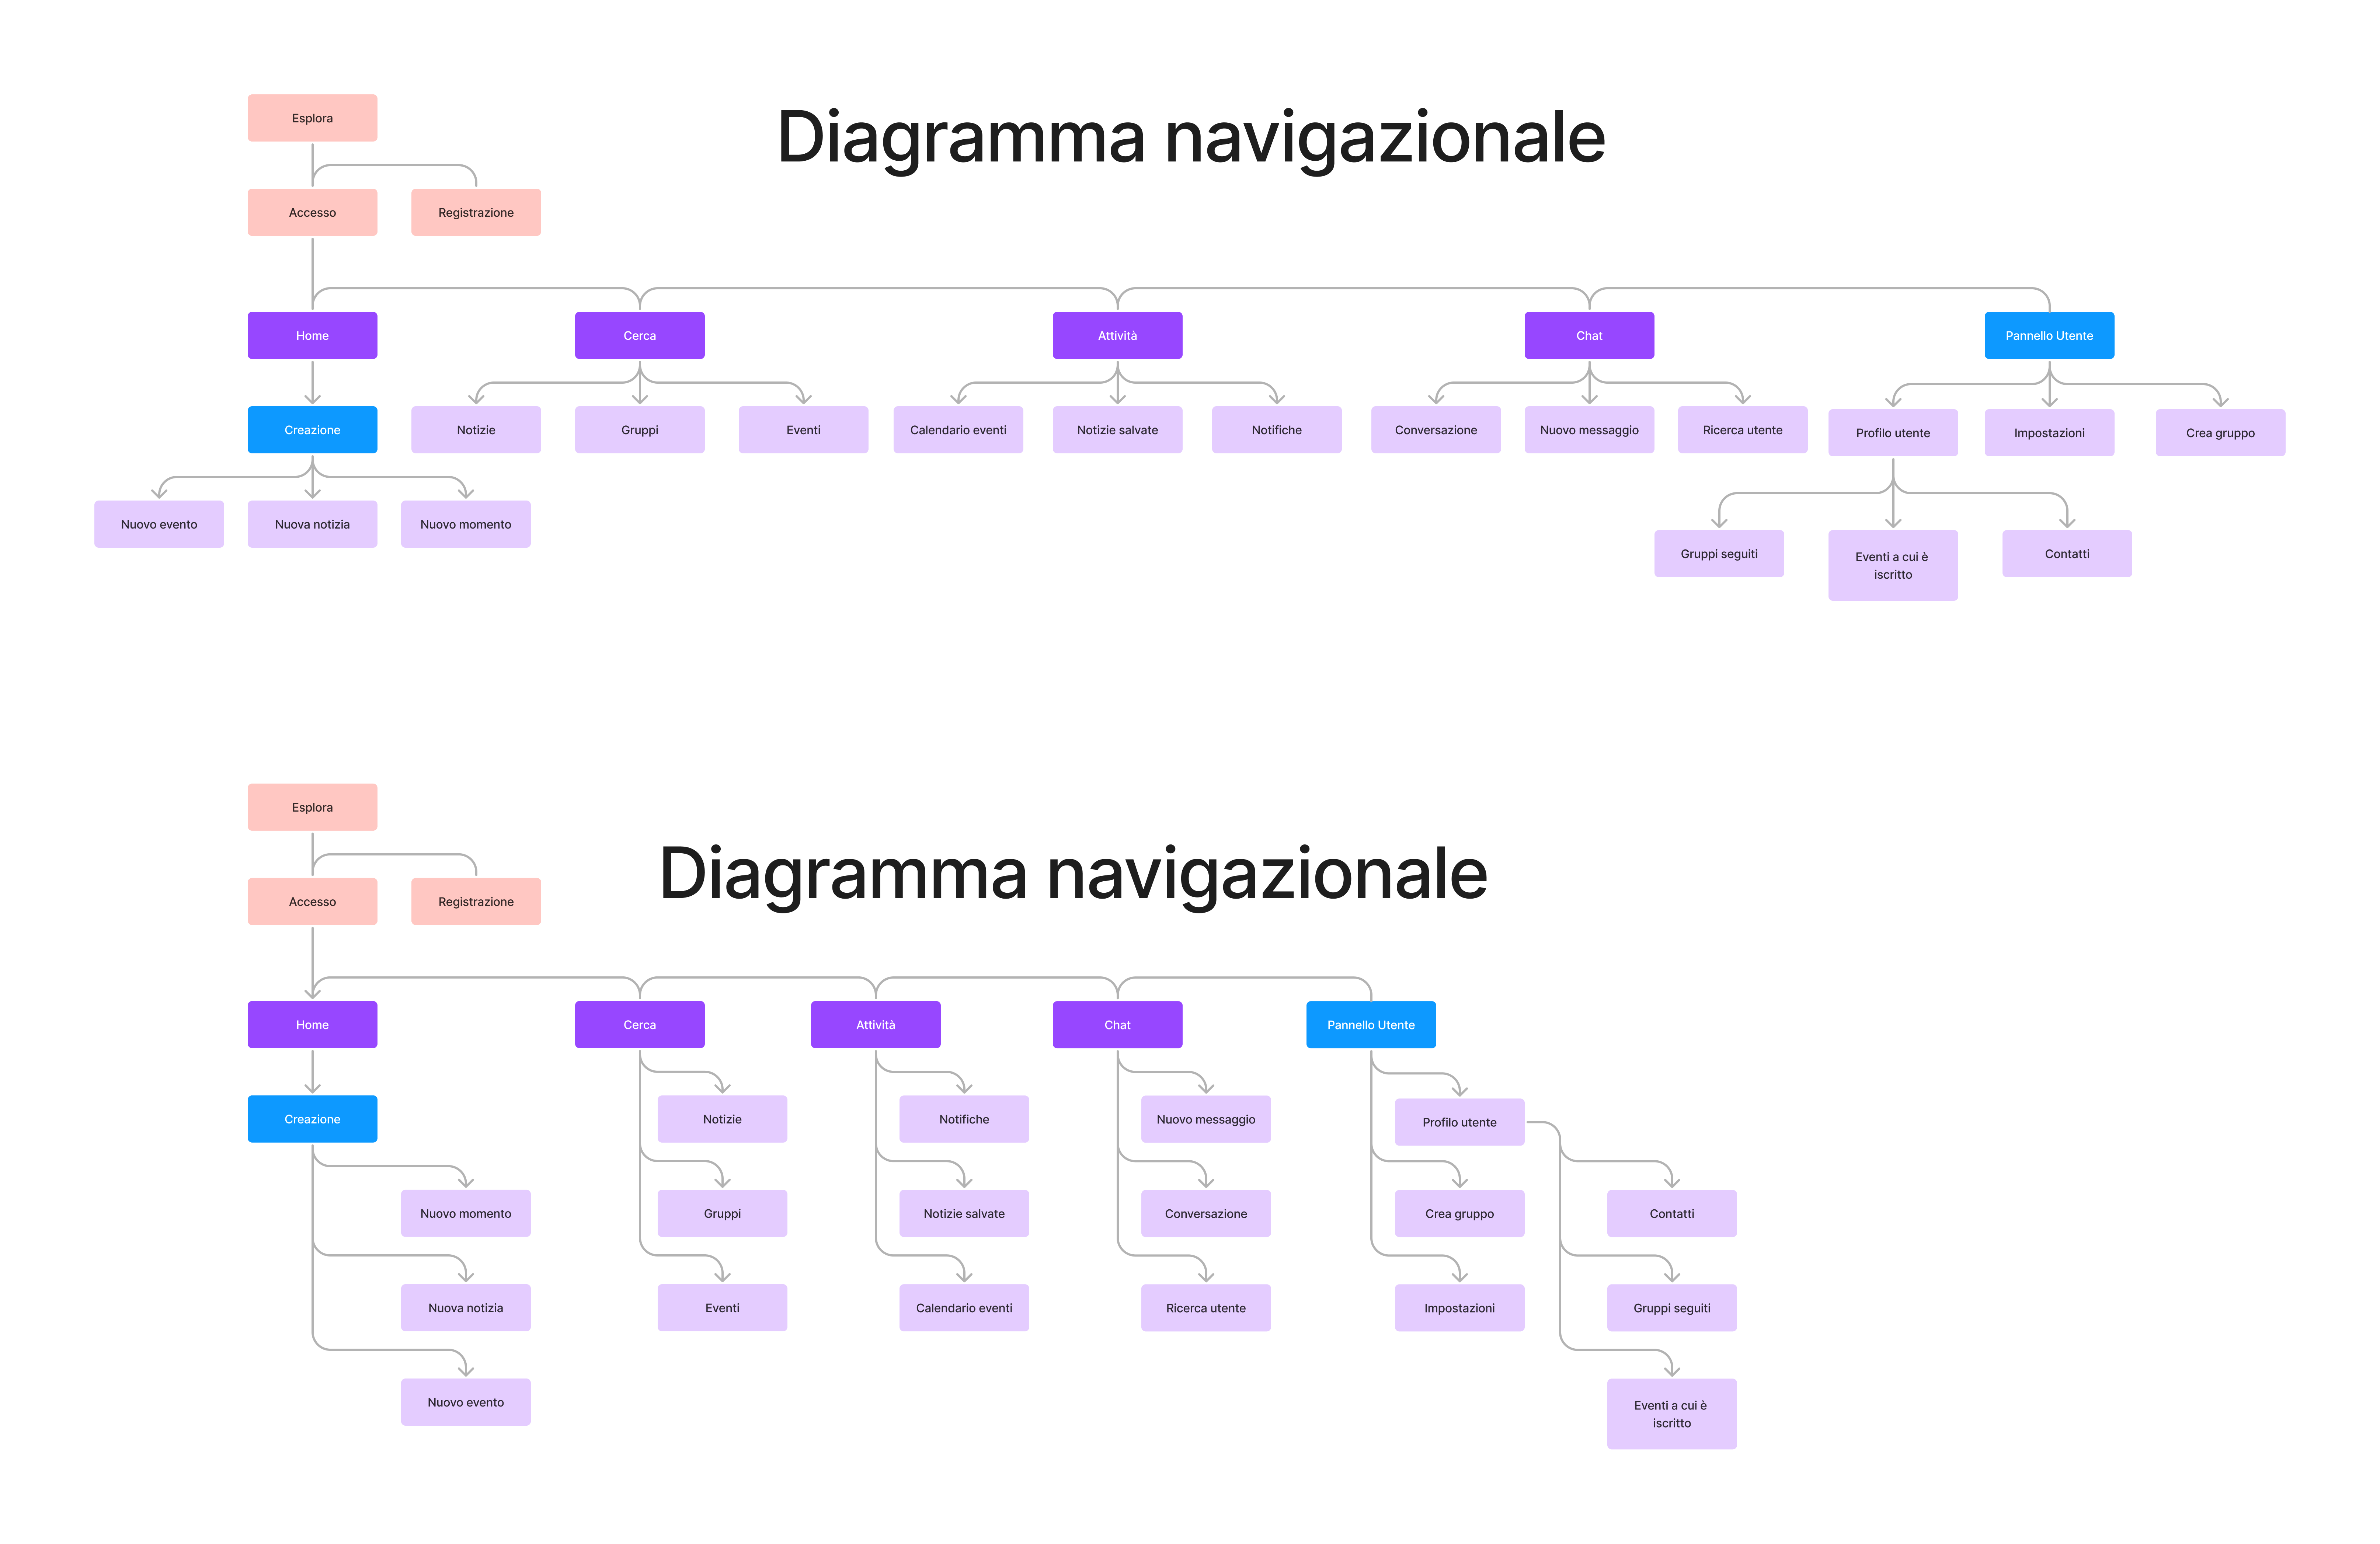 Diagramma navigazionale
Esplora
Accesso
Registrazione
Home
Cerca
Attività
Chat
Pannello Utente
Creazione
Notizie
Gruppi
Eventi
Calendario eventi
Notizie salvate
Notifiche
Conversazione
Nuovo messaggio
Ricerca utente
Profilo utente
Impostazioni
Crea gruppo
Nuovo evento
Nuova notizia
Nuovo momento
Gruppi seguiti
Eventi a cui è
iscritto
Contatti
Esplora
Diagramma navigazionale
Accesso
Registrazione
Home
Cerca
Attività
Chat
Pannello Utente
Creazione
Notizie
Notifiche
Nuovo messaggio
Profilo utente
Nuovo momento
Gruppi
Notizie salvate
Conversazione
Crea gruppo
Contatti
Nuova notizia
Eventi
Calendario eventi
Ricerca utente
Impostazioni
Gruppi seguiti
Nuovo evento
Eventi a cui è
iscritto